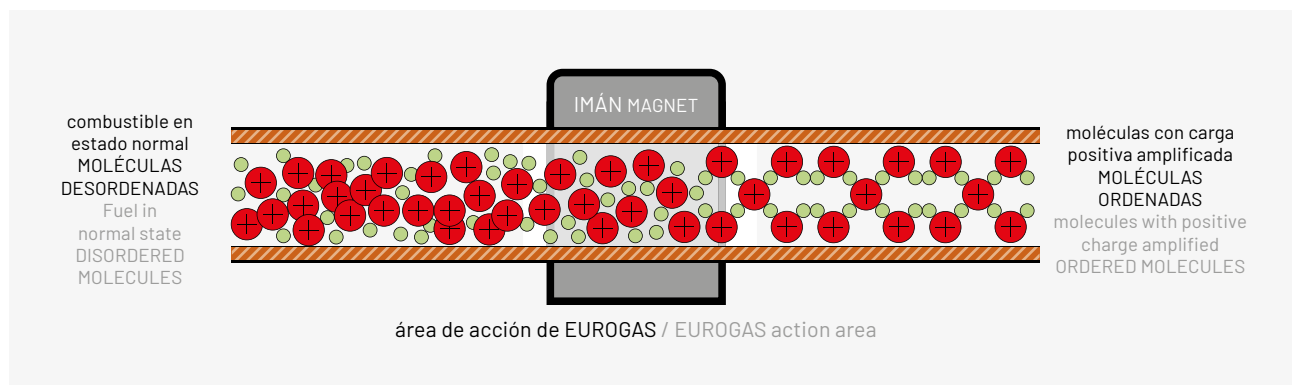 IMÁN MAGNET
combustible en
estado normal
MOLÉCULAS
DESORDENADAS
Fuel in
normal state
DISORDERED
MOLECULES
moléculas con carga
positiva amplificada
MOLÉCULAS
ORDENADAS
molecules with positive
charge amplified
ORDERED MOLECULES
área de acción de EUROGAS / EUROGAS action area